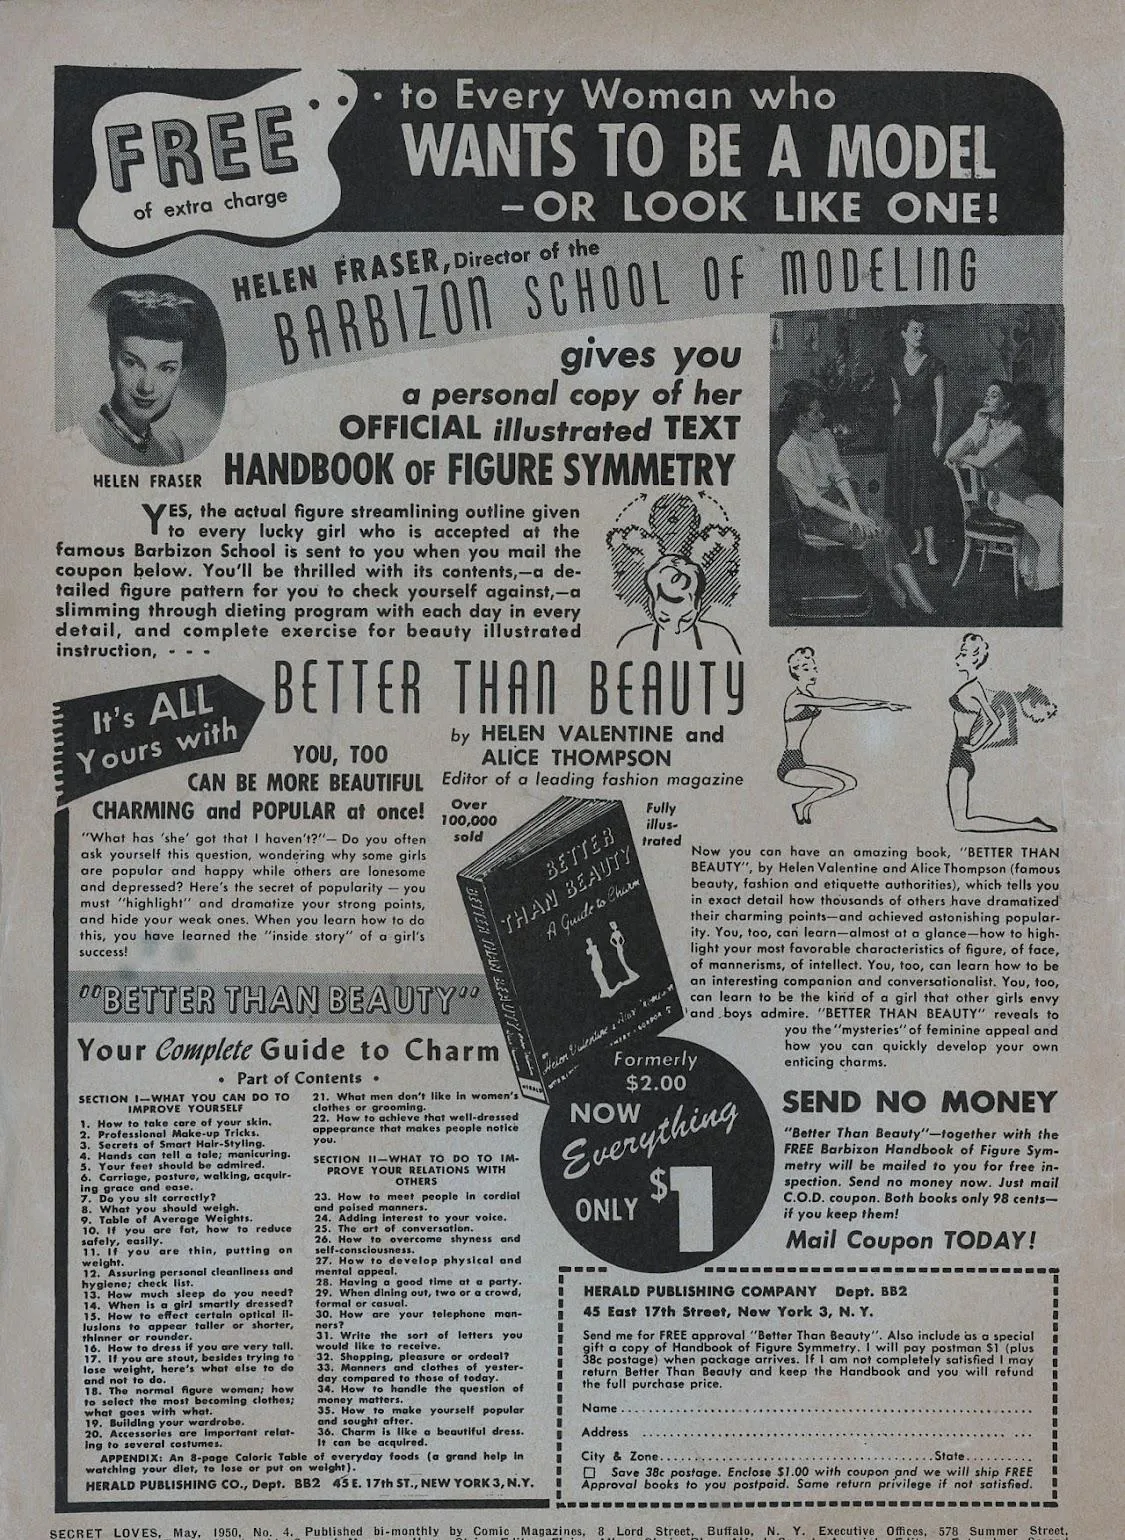 FREE
of extra charge
. . . to Every Woman who
WANTS TO BE A MODEL
—OR LOOK LIKE ONE!
HELEN FRASER, Director of the
BARBIZON SCHOOL OF MODELING
HELEN FRASER
gives you
a personal copy of her
OFFICIAL illustrated TEXT
HANDBOOK OF FIGURE SYMMETRY
YES, the actual figure streamlining outline given
to every lucky girl who is accepted at the
famous Barbizon School is sent to you when you mail the
coupon below. You'll be thrilled with its contents,—a de-
tailed figure pattern for you to check yourself against,—a
slimming through dieting program with each day in every
detail, and complete exercise for beauty illustrated
instruction, - - -
It's ALL
Yours with
BETTER THAN BEAUTY
by HELEN VALENTINE and
ALICE THOMPSON
Editor of a leading fashion magazine
YOU, TOO
CAN BE MORE BEAUTIFUL
CHARMING and POPULAR at once!
"What has 'she' got that I haven't?"— Do you often
ask yourself this question, wondering why some girls
are popular and happy while others are lonesome
and depressed? Here's the secret of popularity — you
must "highlight" and dramatize your strong points,
and hide your weak ones. When you learn how to do
this, you have learned the "inside story" of a girl's
success!
Over
100,000
sold
Fully
illus-
trated
BETTER
THAN BEAUTY
A Guide to Charm
BETTER THAN BEAUTY
HERALD
Now you can have an amazing book, "BETTER THAN
BEAUTY", by Helen Valentine and Alice Thompson (famous
beauty, fashion and etiquette authorities), which tells you
in exact detail how thousands of others have dramatized
their charming points—and achieved astonishing popular-
ity. You, too, can learn—almost at a glance—how to high-
light your most favorable characteristics of figure, of face,
of mannerisms, of intellect. You, too, can learn how to be
an interesting companion and conversationalist. You, too,
can learn to be the kind of a girl that other girls envy
and boys admire. "BETTER THAN BEAUTY" reveals to
you the "mysteries" of feminine appeal and
how you can quickly develop your own
enticing charms.
"BETTER THAN BEAUTY"
Your Complete Guide to Charm
• Part of Contents •
SECTION I—WHAT YOU CAN DO TO
IMPROVE YOURSELF
1. How to take care of your skin.
2. Professional Make-up Tricks.
3. Secrets of Smart Hair-Styling.
4. Hands can tell a tale; manicuring.
5. Your feet should be admired.
6. Carriage, posture, walking, acquir-
ing grace and ease.
7. Do you sit correctly?
8. What you should weigh.
9. Table of Average Weights.
10. If you are fat, how to reduce
safely, easily.
11. If you are thin, putting on
weight.
12. Assuring personal cleanliness and
hygiene; check list.
13. How much sleep do you need?
14. When is a girl smartly dressed?
15. How to effect certain optical il-
lusions to appear taller or shorter,
thinner or rounder.
16. How to dress if you are very tall.
17. If you are stout, besides trying to
lose weight, here's what else to do
and not to do.
18. The normal figure woman; how
to select the most becoming clothes;
what goes with what.
19. Building your wardrobe.
20. Accessories are important relat-
ing to several costumes.
21. What men don't like in women's
clothes or grooming.
22. How to achieve that well-dressed
appearance that makes people notice
you.
SECTION II—WHAT TO DO TO IM-
PROVE YOUR RELATIONS WITH
OTHERS
23. How to meet people in cordial
and poised manners.
24. Adding interest to your voice.
25. The art of conversation.
26. How to overcome shyness and
self-consciousness.
27. How to develop physical and
mental appeal.
28. Having a good time at a party.
29. When dining out, two or a crowd,
formal or casual.
30. How are your telephone man-
ners?
31. Write the sort of letters you
would like to receive.
32. Shopping, pleasure or ordeal?
33. Manners and clothes of yester-
day compared to those of today.
34. How to handle the question of
money matters.
35. How to make yourself popular
and sought after.
36. Charm is like a beautiful dress.
It can be acquired.
APPENDIX: An 8-page Caloric Table of everyday foods (a grand help in
watching your diet, to lose or put on weight).
HERALD PUBLISHING CO., Dept. BB2 45 E. 17th ST., NEW YORK 3, N.Y.
Formerly
$2.00
NOW
Everything
ONLY $1
SEND NO MONEY
"Better Than Beauty"—together with the
FREE Barbizon Handbook of Figure Sym-
metry will be mailed to you for free in-
spection. Send no money now. Just mail
C.O.D. coupon. Both books only 98 cents—
if you keep them!
Mail Coupon TODAY!
HERALD PUBLISHING COMPANY Dept. BB2
45 East 17th Street, New York 3, N. Y.
Send me for FREE approval "Better Than Beauty". Also include as a special
gift a copy of Handbook of Figure Symmetry. I will pay postman $1 (plus
38c postage) when package arrives. If I am not completely satisfied I may
return Better Than Beauty and keep the Handbook and you will refund
the full purchase price.
Name
Address
City & Zone State
Save 38c postage. Enclose $1.00 with coupon and we will ship FREE
Approval books to you postpaid. Same return privilege if not satisfied.
SECRET LOVES, May, 1950, No. 4. Published bi-monthly by Comic Magazines, 8 Lord Street, Buffalo, N. Y. Executive Offices, 578 Summer Street,